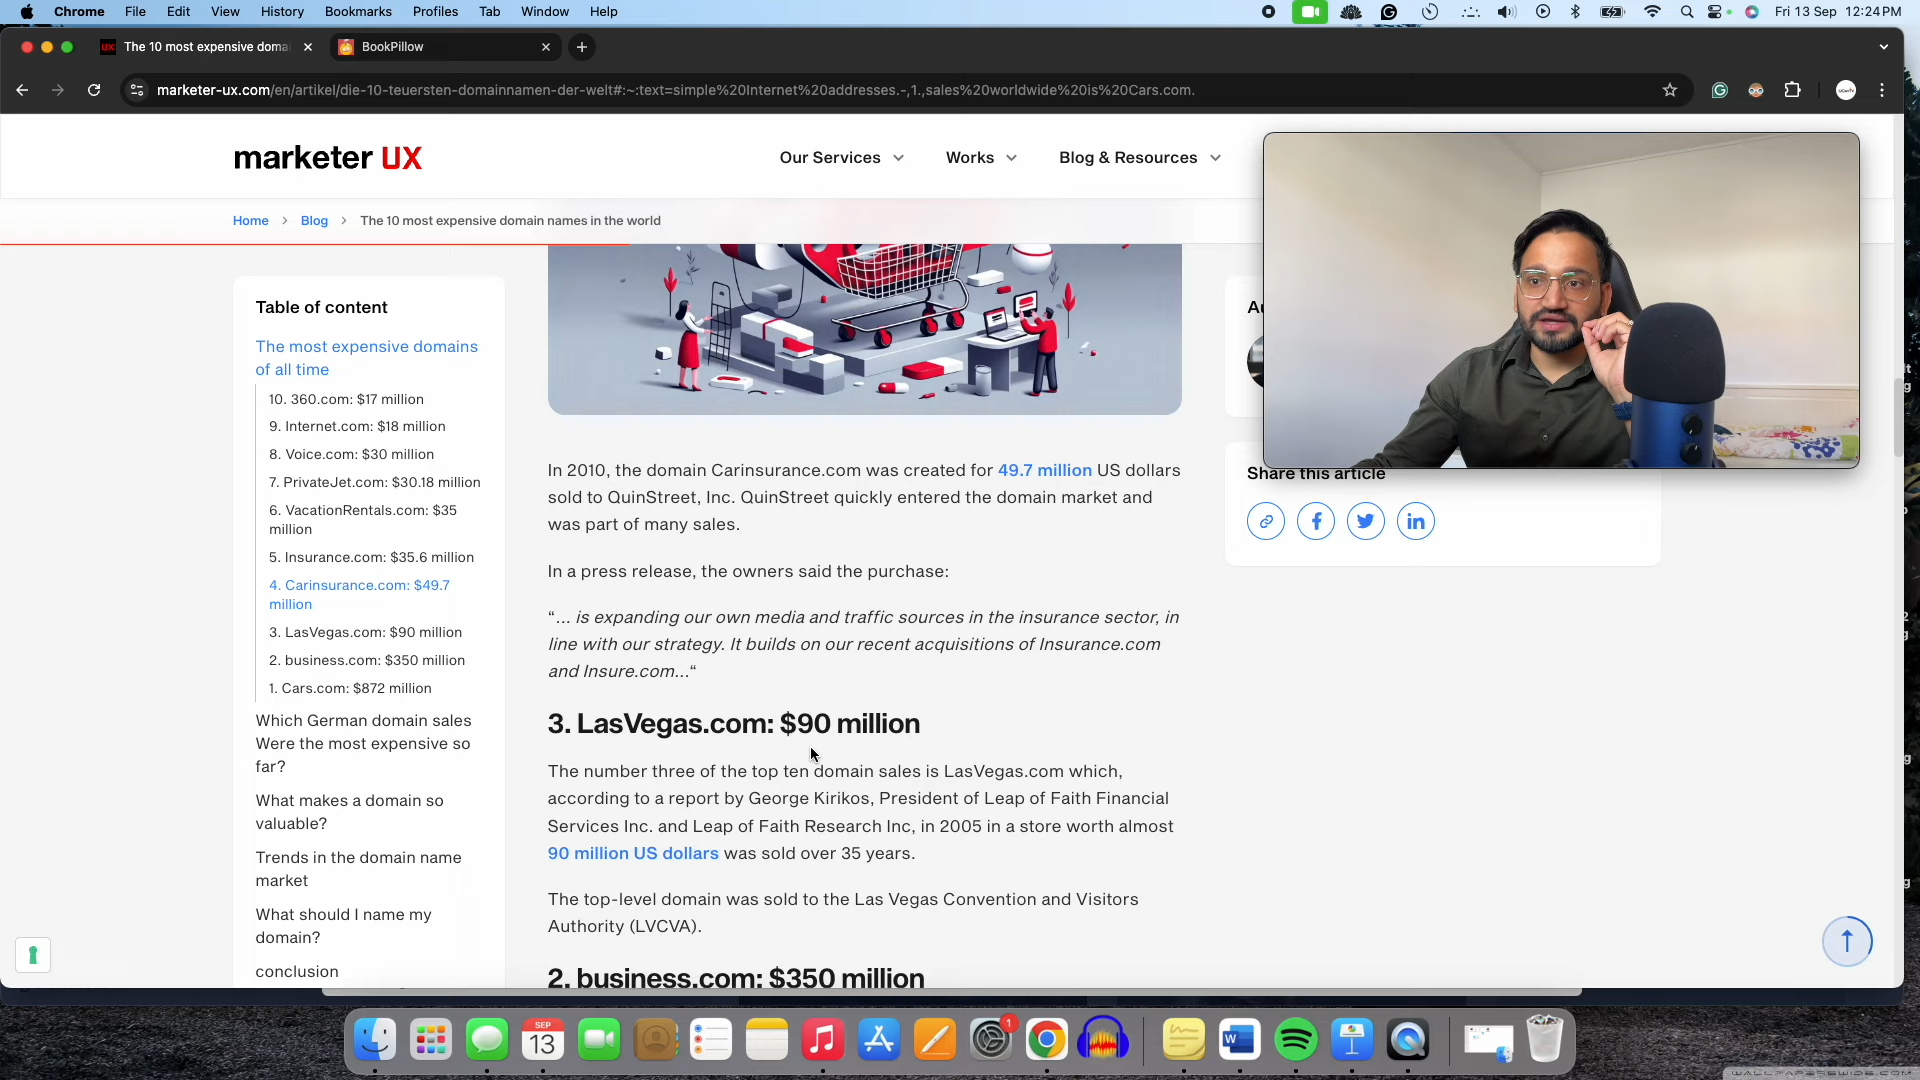 Chrome File Edit View History Bookmarks Profiles Tab Window Help
Fri 13 Sep 12:24 PM
The 10 most expensive doma
BookPillow
marketer-ux.com/en/artikel/die-10-teuersten-domainnamen-der-welt#:~:text=simple%20Internet%20addresses.-,1.,sales%20worldwide%20is%20Cars.com.
marketer UX
Our Services
Works
Blog & Resources
Home > Blog > The 10 most expensive domain names in the world
Table of content
The most expensive domains
of all time
10. 360.com: $17 million
9. Internet.com: $18 million
8. Voice.com: $30 million
7. PrivateJet.com: $30.18 million
6. VacationRentals.com: $35
million
5. Insurance.com: $35.6 million
4. Carinsurance.com: $49.7
million
3. LasVegas.com: $90 million
2. business.com: $350 million
1. Cars.com: $872 million
Which German domain sales
Were the most expensive so
far?
What makes a domain so
valuable?
Trends in the domain name
market
What should I name my
domain?
conclusion
In 2010, the domain Carinsurance.com was created for 49.7 million US dollars
sold to QuinStreet, Inc. QuinStreet quickly entered the domain market and
was part of many sales.
In a press release, the owners said the purchase:
“... is expanding our own media and traffic sources in the insurance sector, in
line with our strategy. It builds on our recent acquisitions of Insurance.com
and Insure.com...“
3. LasVegas.com: $90 million
The number three of the top ten domain sales is LasVegas.com which,
according to a report by George Kirikos, President of Leap of Faith Financial
Services Inc. and Leap of Faith Research Inc, in 2005 in a store worth almost
90 million US dollars was sold over 35 years.
The top-level domain was sold to the Las Vegas Convention and Visitors
Authority (LVCVA).
2. business.com: $350 million
Share this article
SEP
13
1